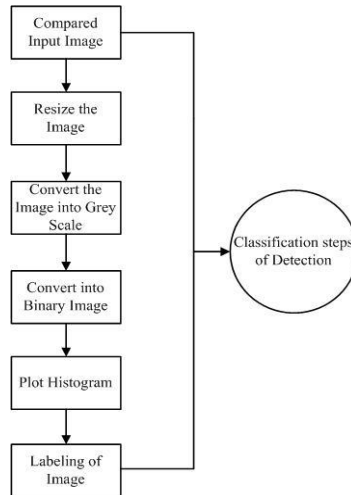 Compared
Input Image
Resize the
Image
Convert the
Image into Grey
Scale
Classification steps
of Detection
Convert into
Binary Image
Plot Histogram
Labeling of
Image